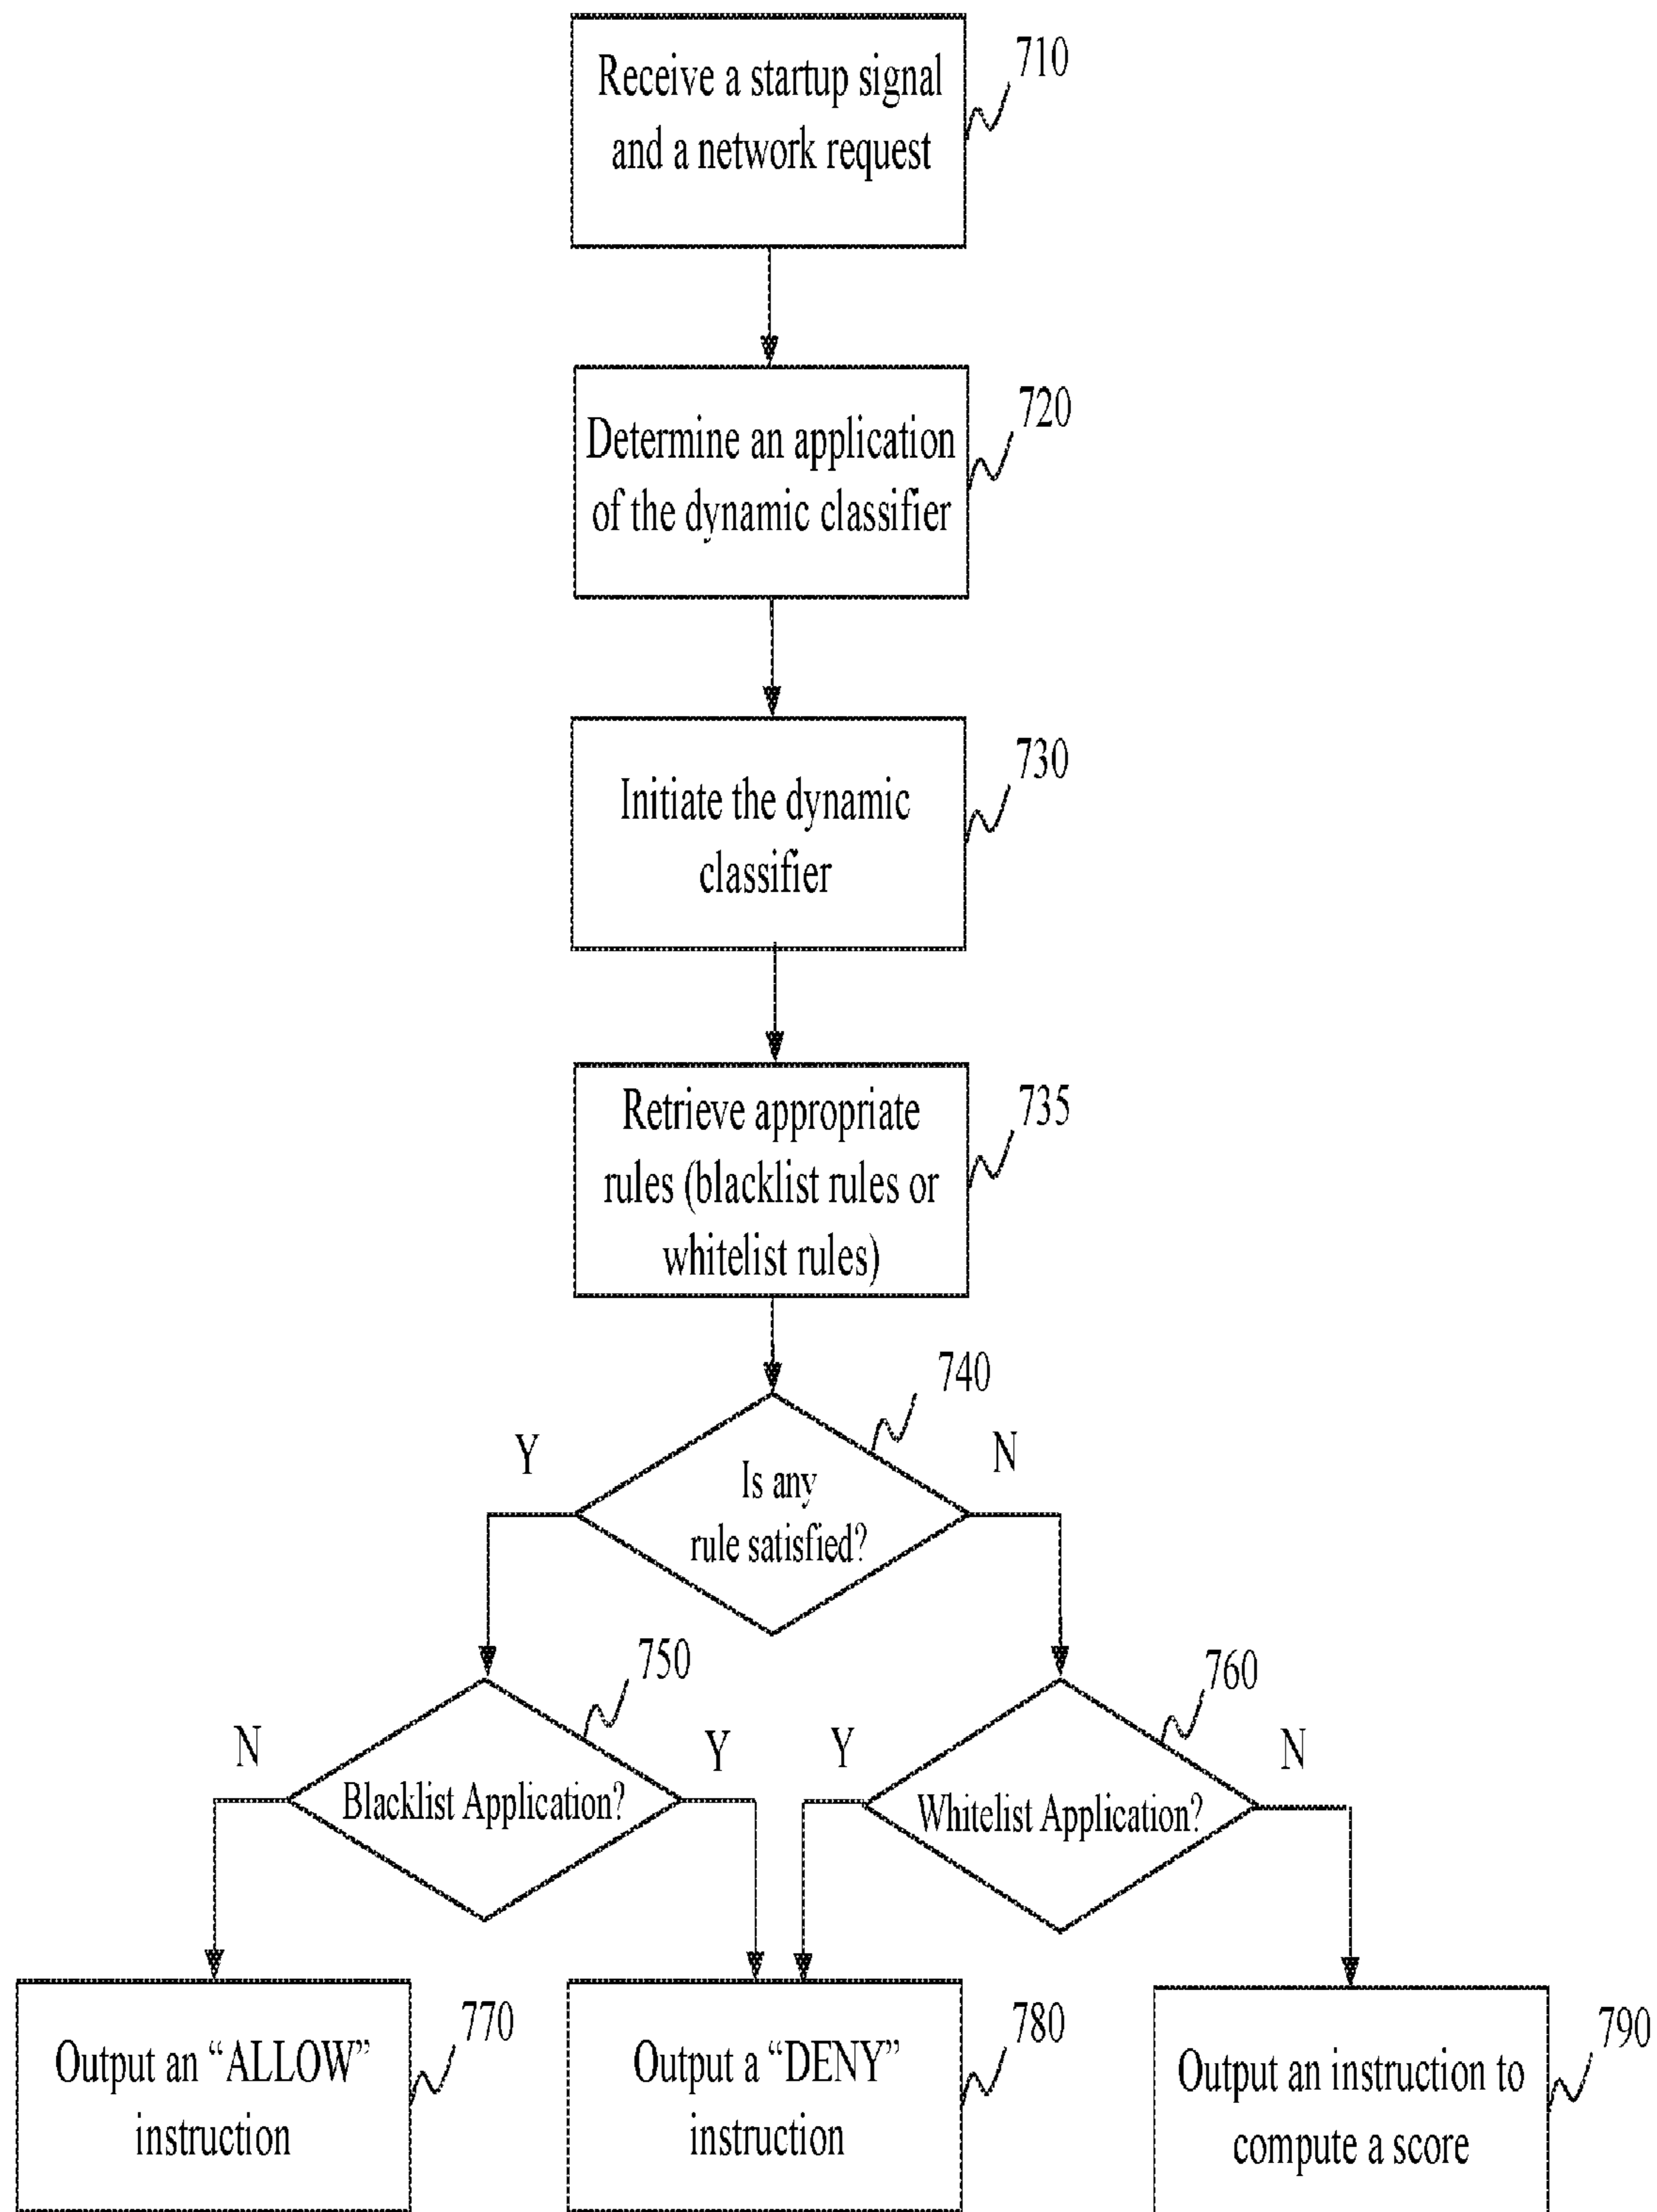 Receive a startup signal
and a network request
710
Determine an application
of the dynamic classifier
720
Initiate the dynamic
classifier
730
Retrieve appropriate
rules (blacklist rules or
whitelist rules)
735
740
Y
N
Is any
rule satisfied?
750
760
N
Y
Y
N
Blacklist Application?
Whitelist Application?
770
780
790
Output an “ALLOW”
instruction
Output a “DENY”
instruction
Output an instruction to
compute a score